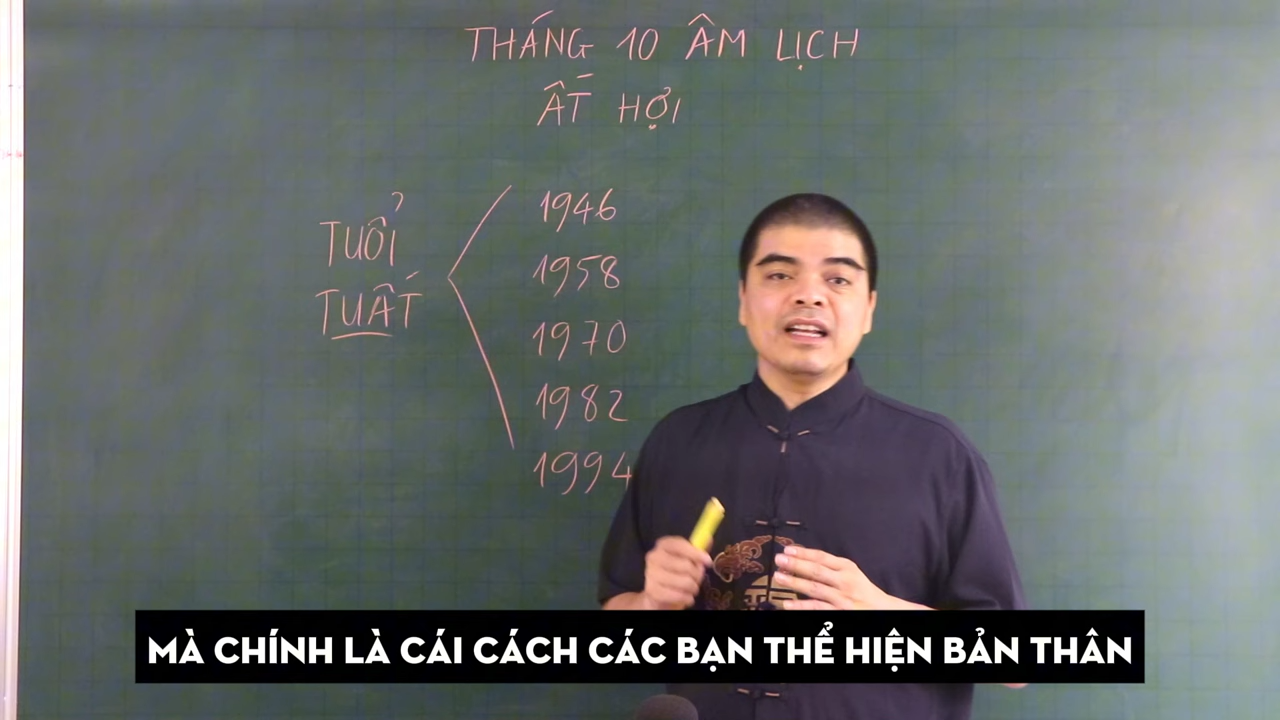 THÁNG 10 ÂM LỊCH
ẤT HỢI
TUỔI
TUẤT
1946
1958
1970
1982
1994
MÀ CHÍNH LÀ CÁI CÁCH CÁC BẠN THỂ HIỆN BẢN THÂN